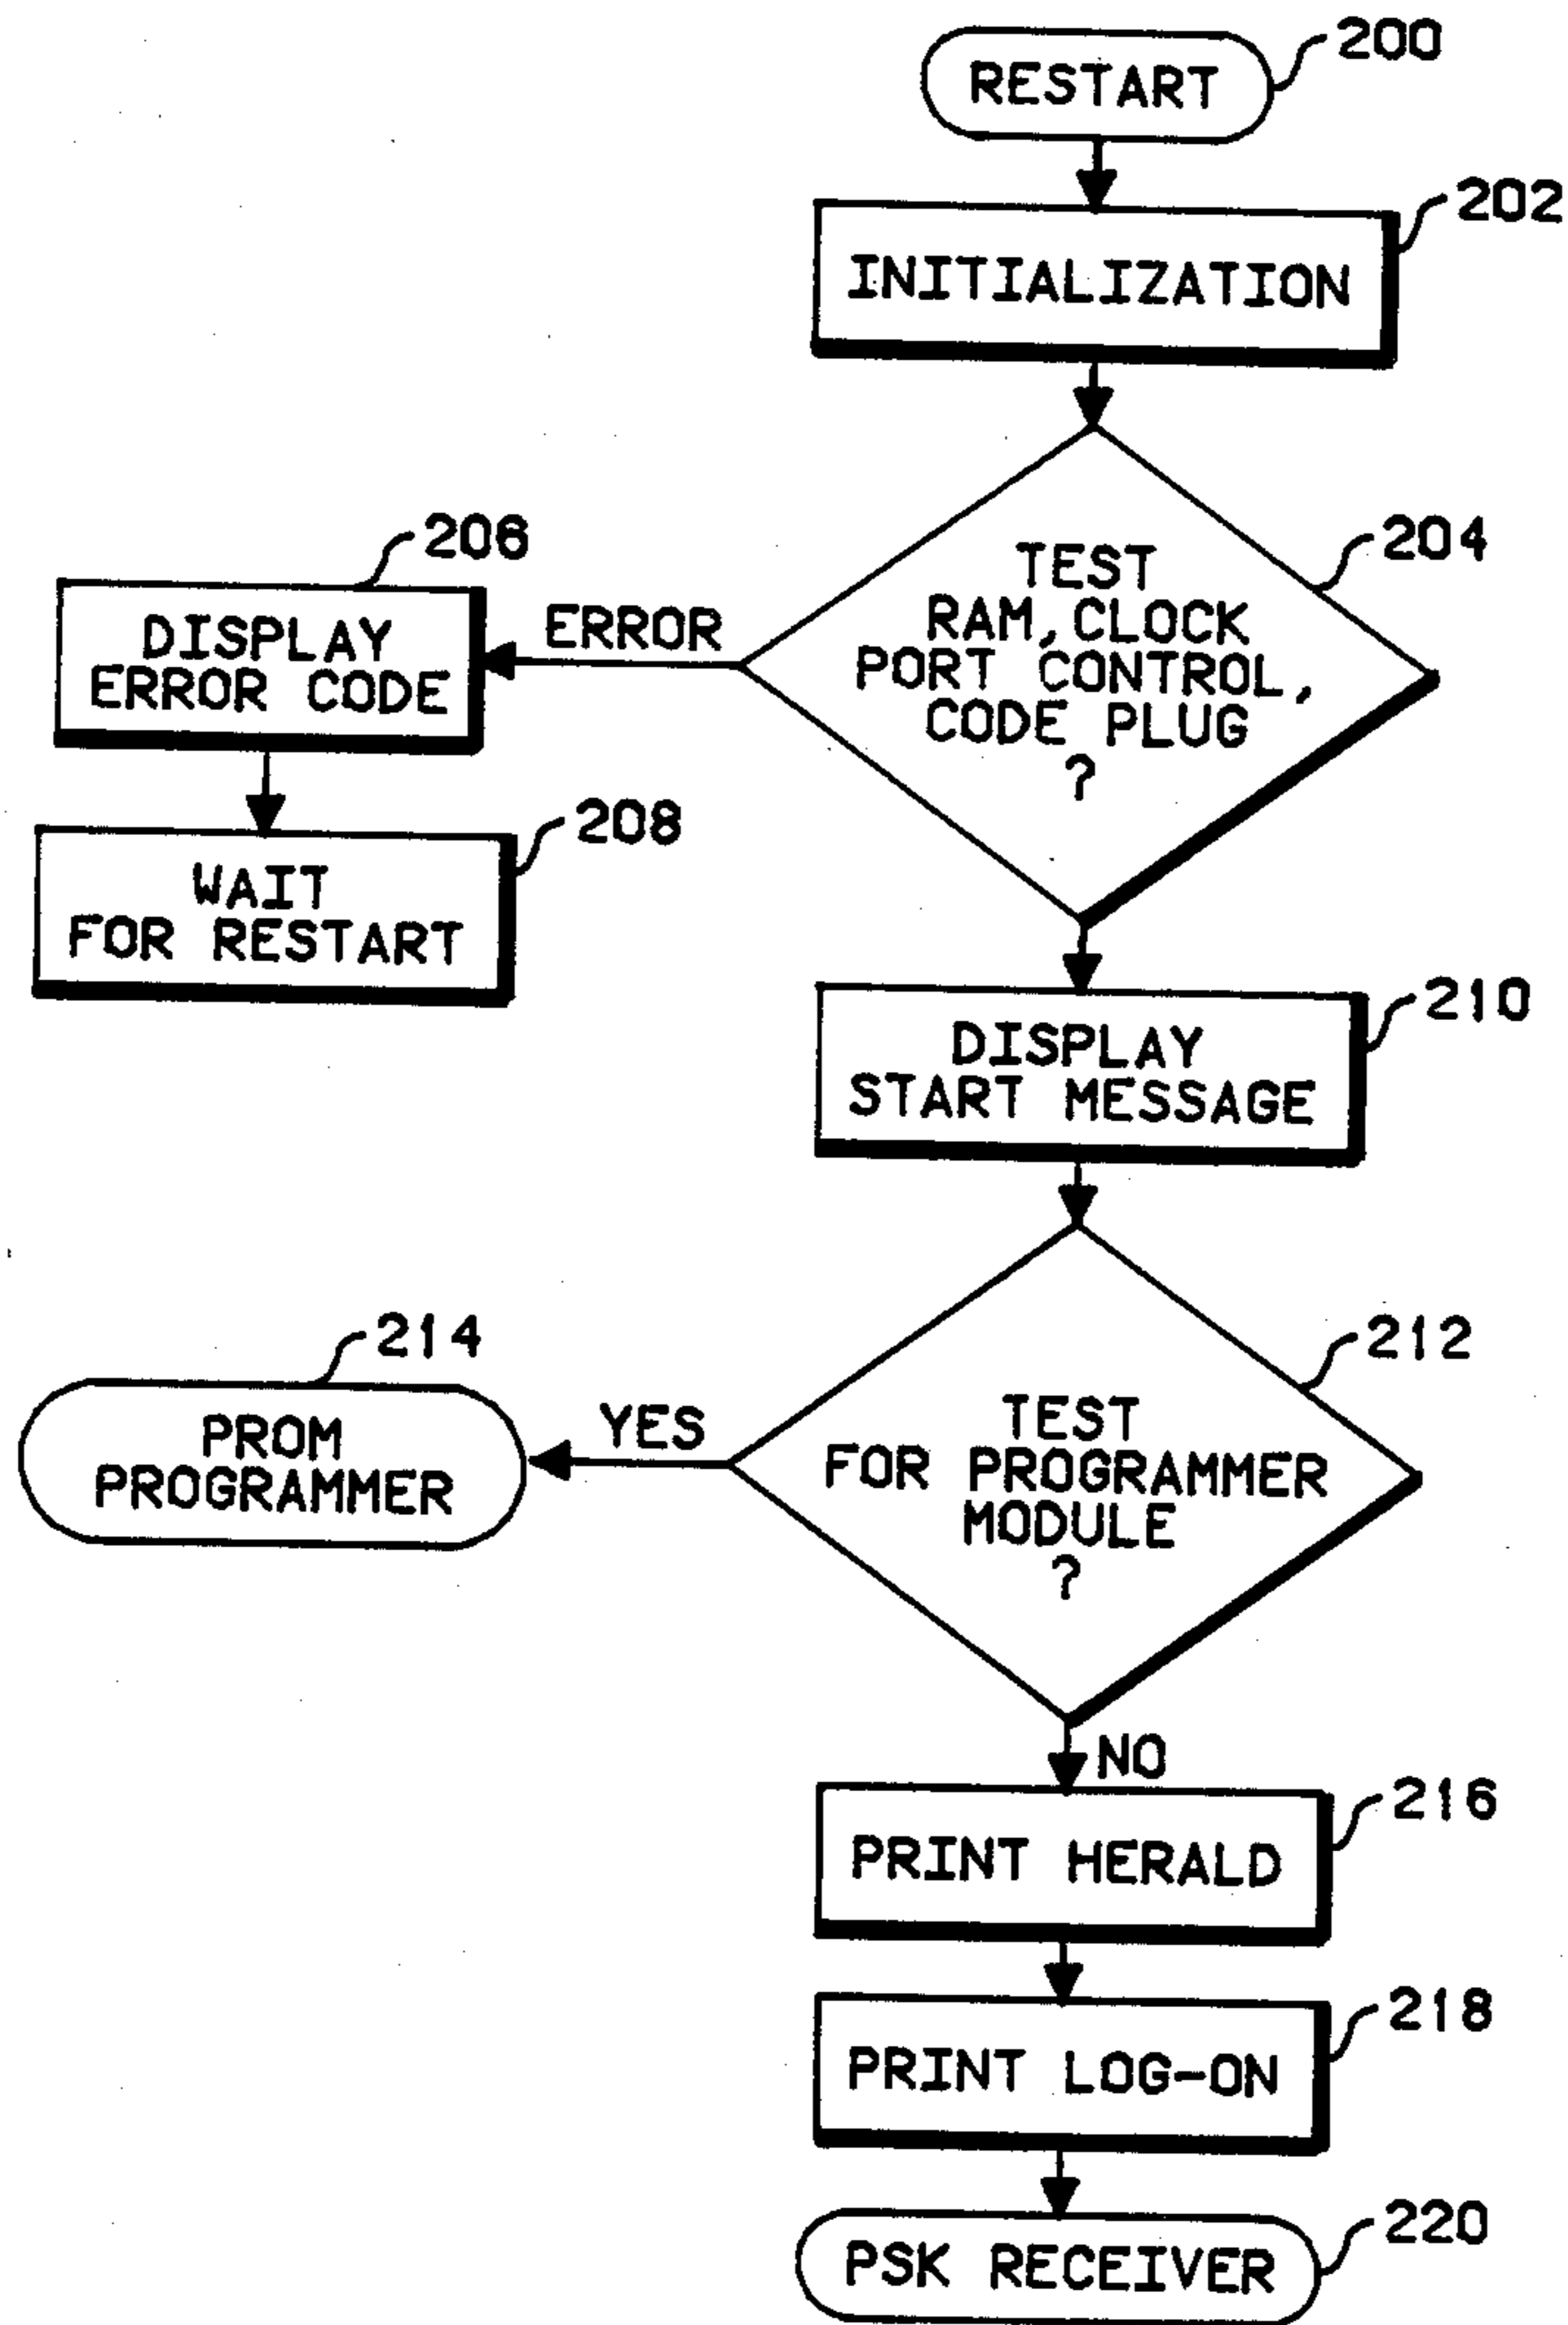 RESTART
200
INITIALIZATION
202
TEST
RAM, CLOCK
PORT CONTROL,
CODE PLUG
?
204
ERROR
206
DISPLAY
ERROR CODE
208
WAIT
FOR RESTART
210
DISPLAY
START MESSAGE
212
TEST
FOR PROGRAMMER
MODULE
?
YES
214
PROM
PROGRAMMER
NO
216
PRINT HERALD
218
PRINT LOG-ON
220
PSK RECEIVER